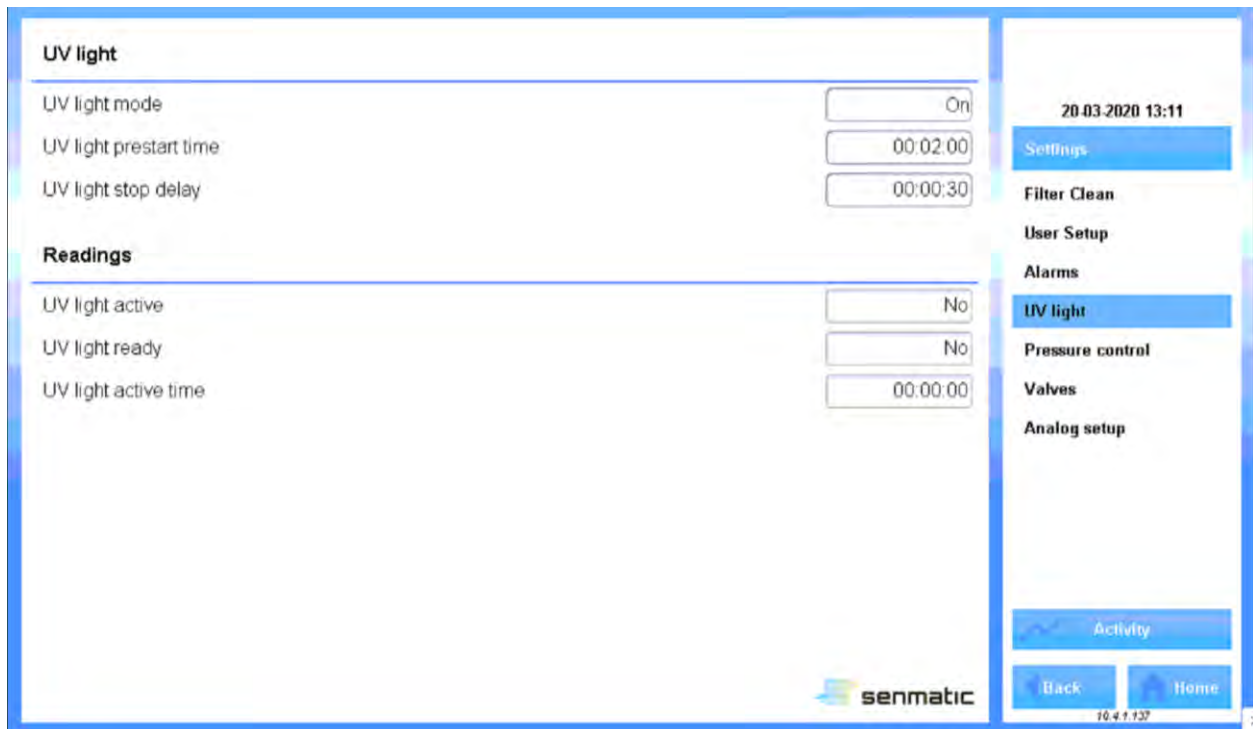 UV light
UV light mode On
UV light prestart time 00:02:00
UV light stop delay 00:00:30
Readings
UV light active No
UV light ready No
UV light active time 00:00:00
senmatic
20-03-2020 13:11
Settings
Filter Clean
User Setup
Alarms
UV light
Pressure control
Valves
Analog setup
Activity
Back Home
10.4.1.137